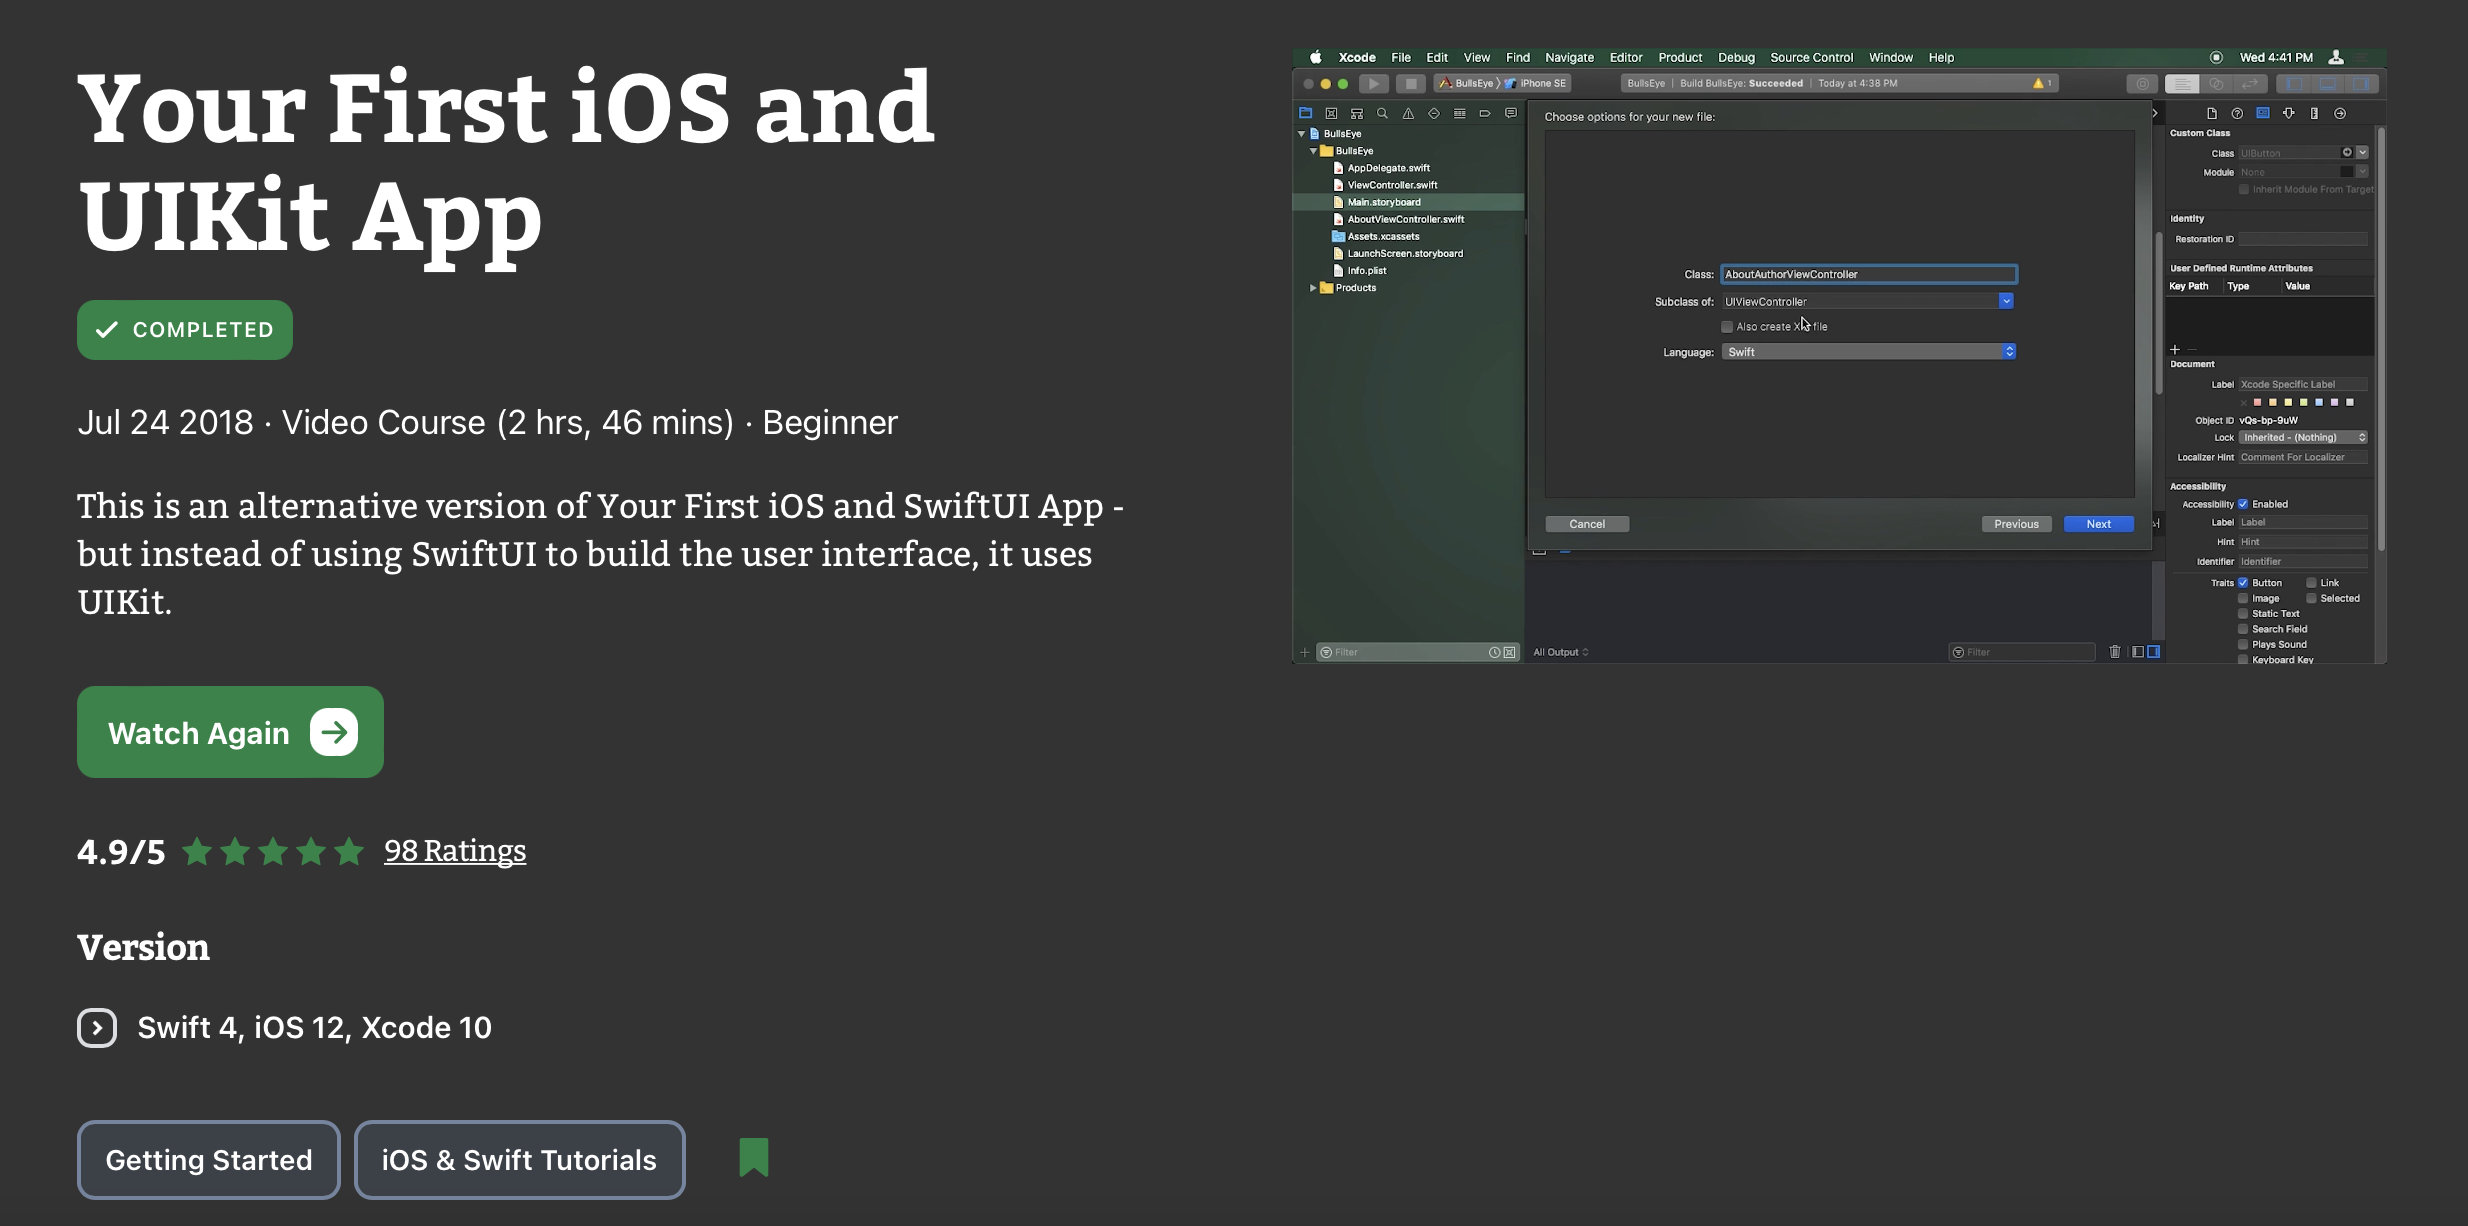 Your First iOS and
UIKit App
COMPLETED
Jul 24 2018 · Video Course (2 hrs, 46 mins) · Beginner
This is an alternative version of Your First iOS and SwiftUI App -
but instead of using SwiftUI to build the user interface, it uses
UIKit.
Watch Again
4.9/5 98 Ratings
Version
Swift 4, iOS 12, Xcode 10
Getting Started iOS & Swift Tutorials
Xcode File Edit View Find Navigate Editor Product Debug Source Control Window Help Wed 4:41 PM
BullsEye iPhone SE BullsEye | Build BullsEye: Succeeded | Today at 4:38 PM 1
BullsEye
BullsEye
AppDelegate.swift
ViewController.swift
Main.storyboard
AboutViewController.swift
Assets.xcassets
LaunchScreen.storyboard
Info.plist
Products
Filter
Choose options for your new file:
Class: AboutAuthorViewController
Subclass of: UIViewController
Also create file
Language: Swift
Cancel Previous Next
All Output Filter
Custom Class
Class UIButton
Module None
Inherit Module From Target
Identity
Restoration ID
User Defined Runtime Attributes
Key Path Type Value
Document
Label Xcode Specific Label
Object ID vQs-bp-9uW
Lock Inherited - (Nothing)
Localizer Hint Comment For Localizer
Accessibility
Accessibility Enabled
Label Label
Hint Hint
Identifier Identifier
Traits Button Link
Image Selected
Static Text
Search Field
Plays Sound
Keyboard Key